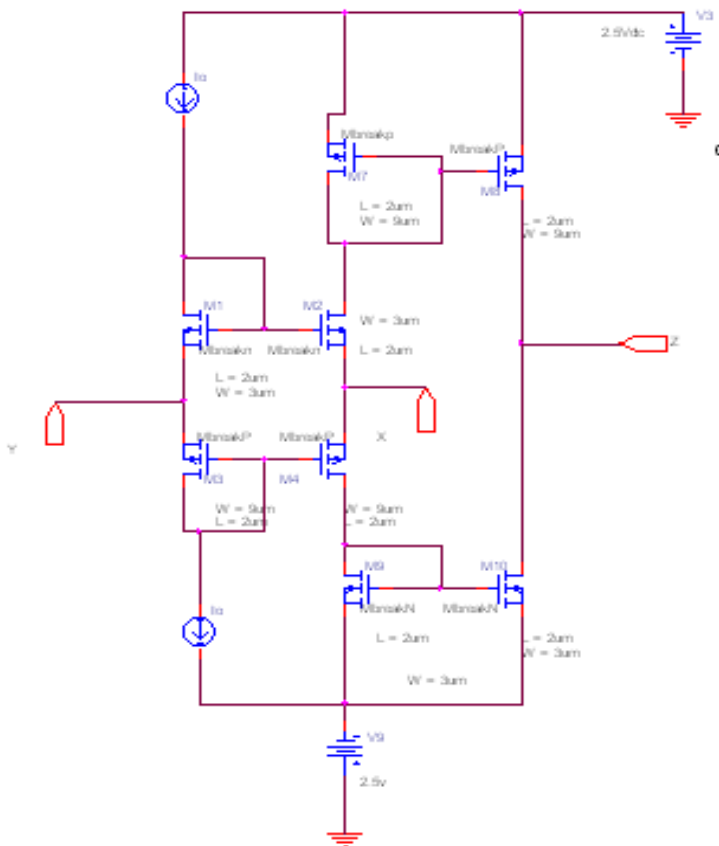 V3
2.5Vdc
Io
Mbreakp
MbreakP
M7
M8
L = 2um
W = 9um
L = 2um
W = 9um
M1
M2
W = 3um
Mbreakn
Mbreakn
L = 2um
L = 2um
W = 3um
Z
Y
X
MbreakP
MbreakP
M3
M4
W = 9um
L = 2um
W = 9um
L = 2um
M9
M10
MbreakN
MbreakN
Io
L = 2um
W = 3um
L = 2um
W = 3um
V9
2.5v